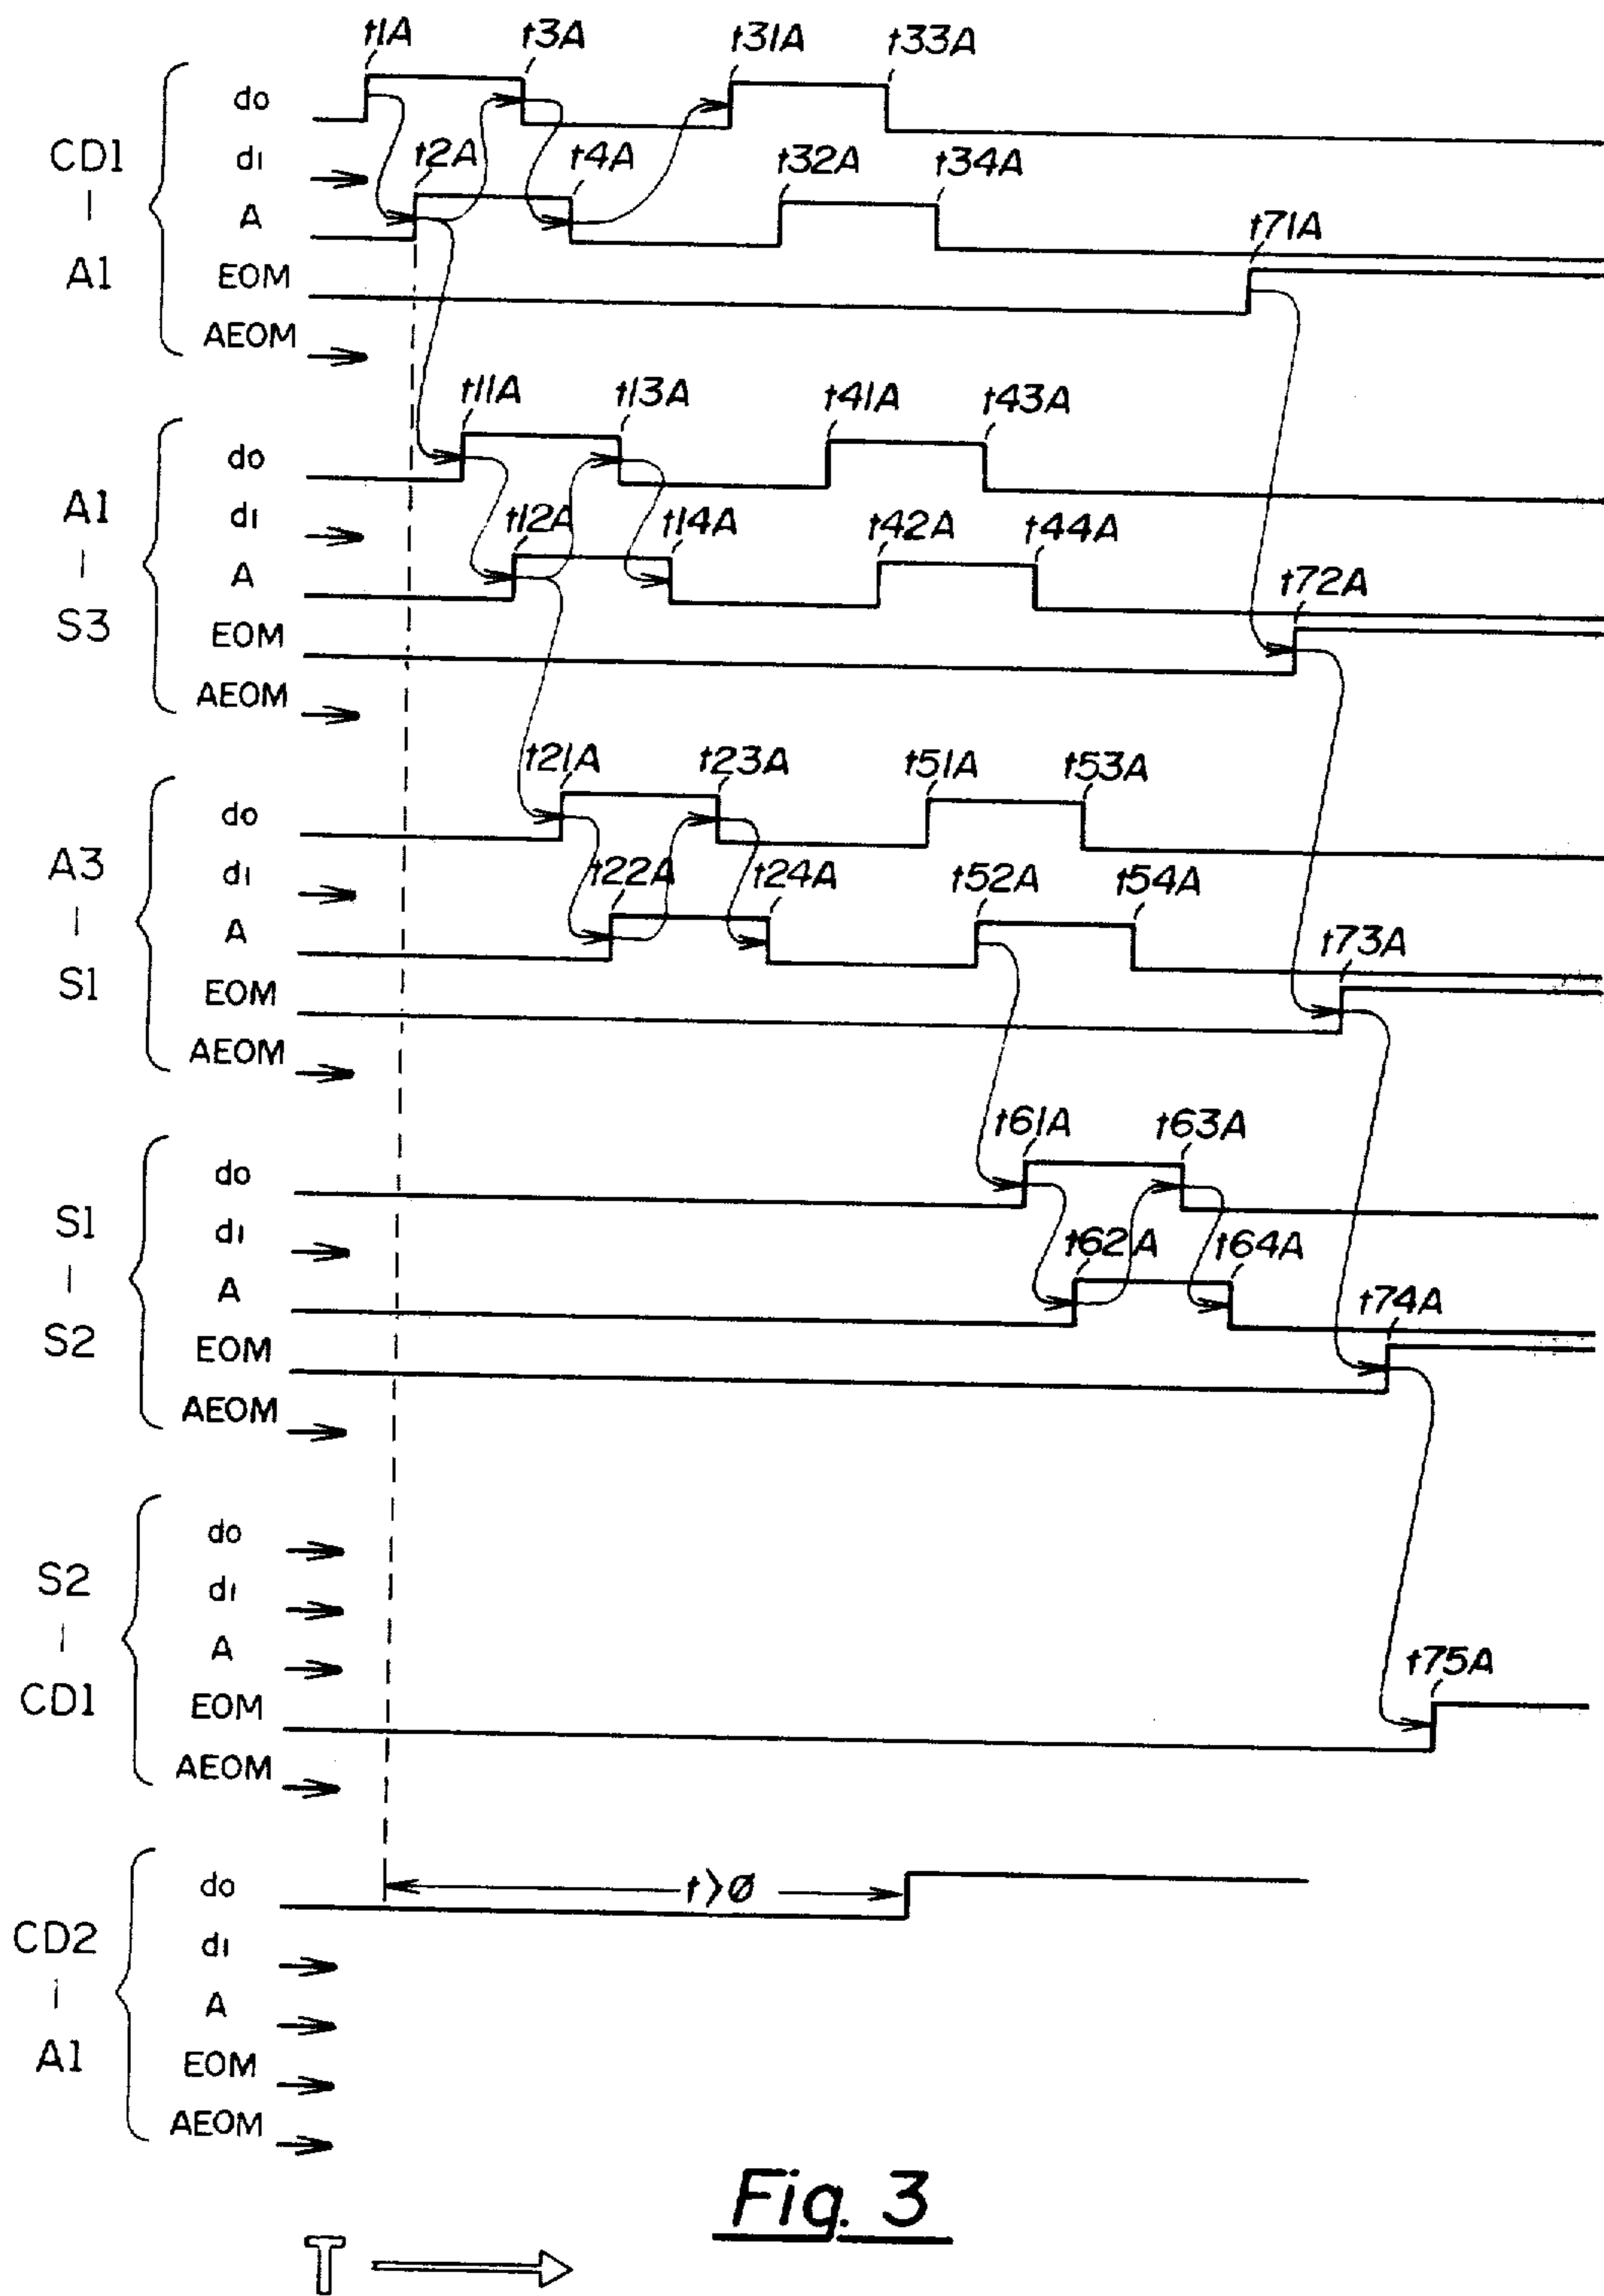 t1A t3A t31A t33A
do
CD1 d1 t2A t4A t32A t34A
| A
A1 EOM t71A
AEOM
t11A t13A t41A t43A
do
A1 d1 t12A t14A t42A t44A
| A
S3 EOM t72A
AEOM
t21A t23A t51A t53A
do
A3 d1 t22A t24A t52A t54A
| A
S1 EOM t73A
AEOM
t61A t63A
do
S1 d1 t62A t64A
| A
S2 EOM t74A
AEOM
do
S2 d1
| A
CD1 EOM t75A
AEOM
do t>Ø
CD2 d1
| A
A1 EOM
AEOM
Fig. 3
T